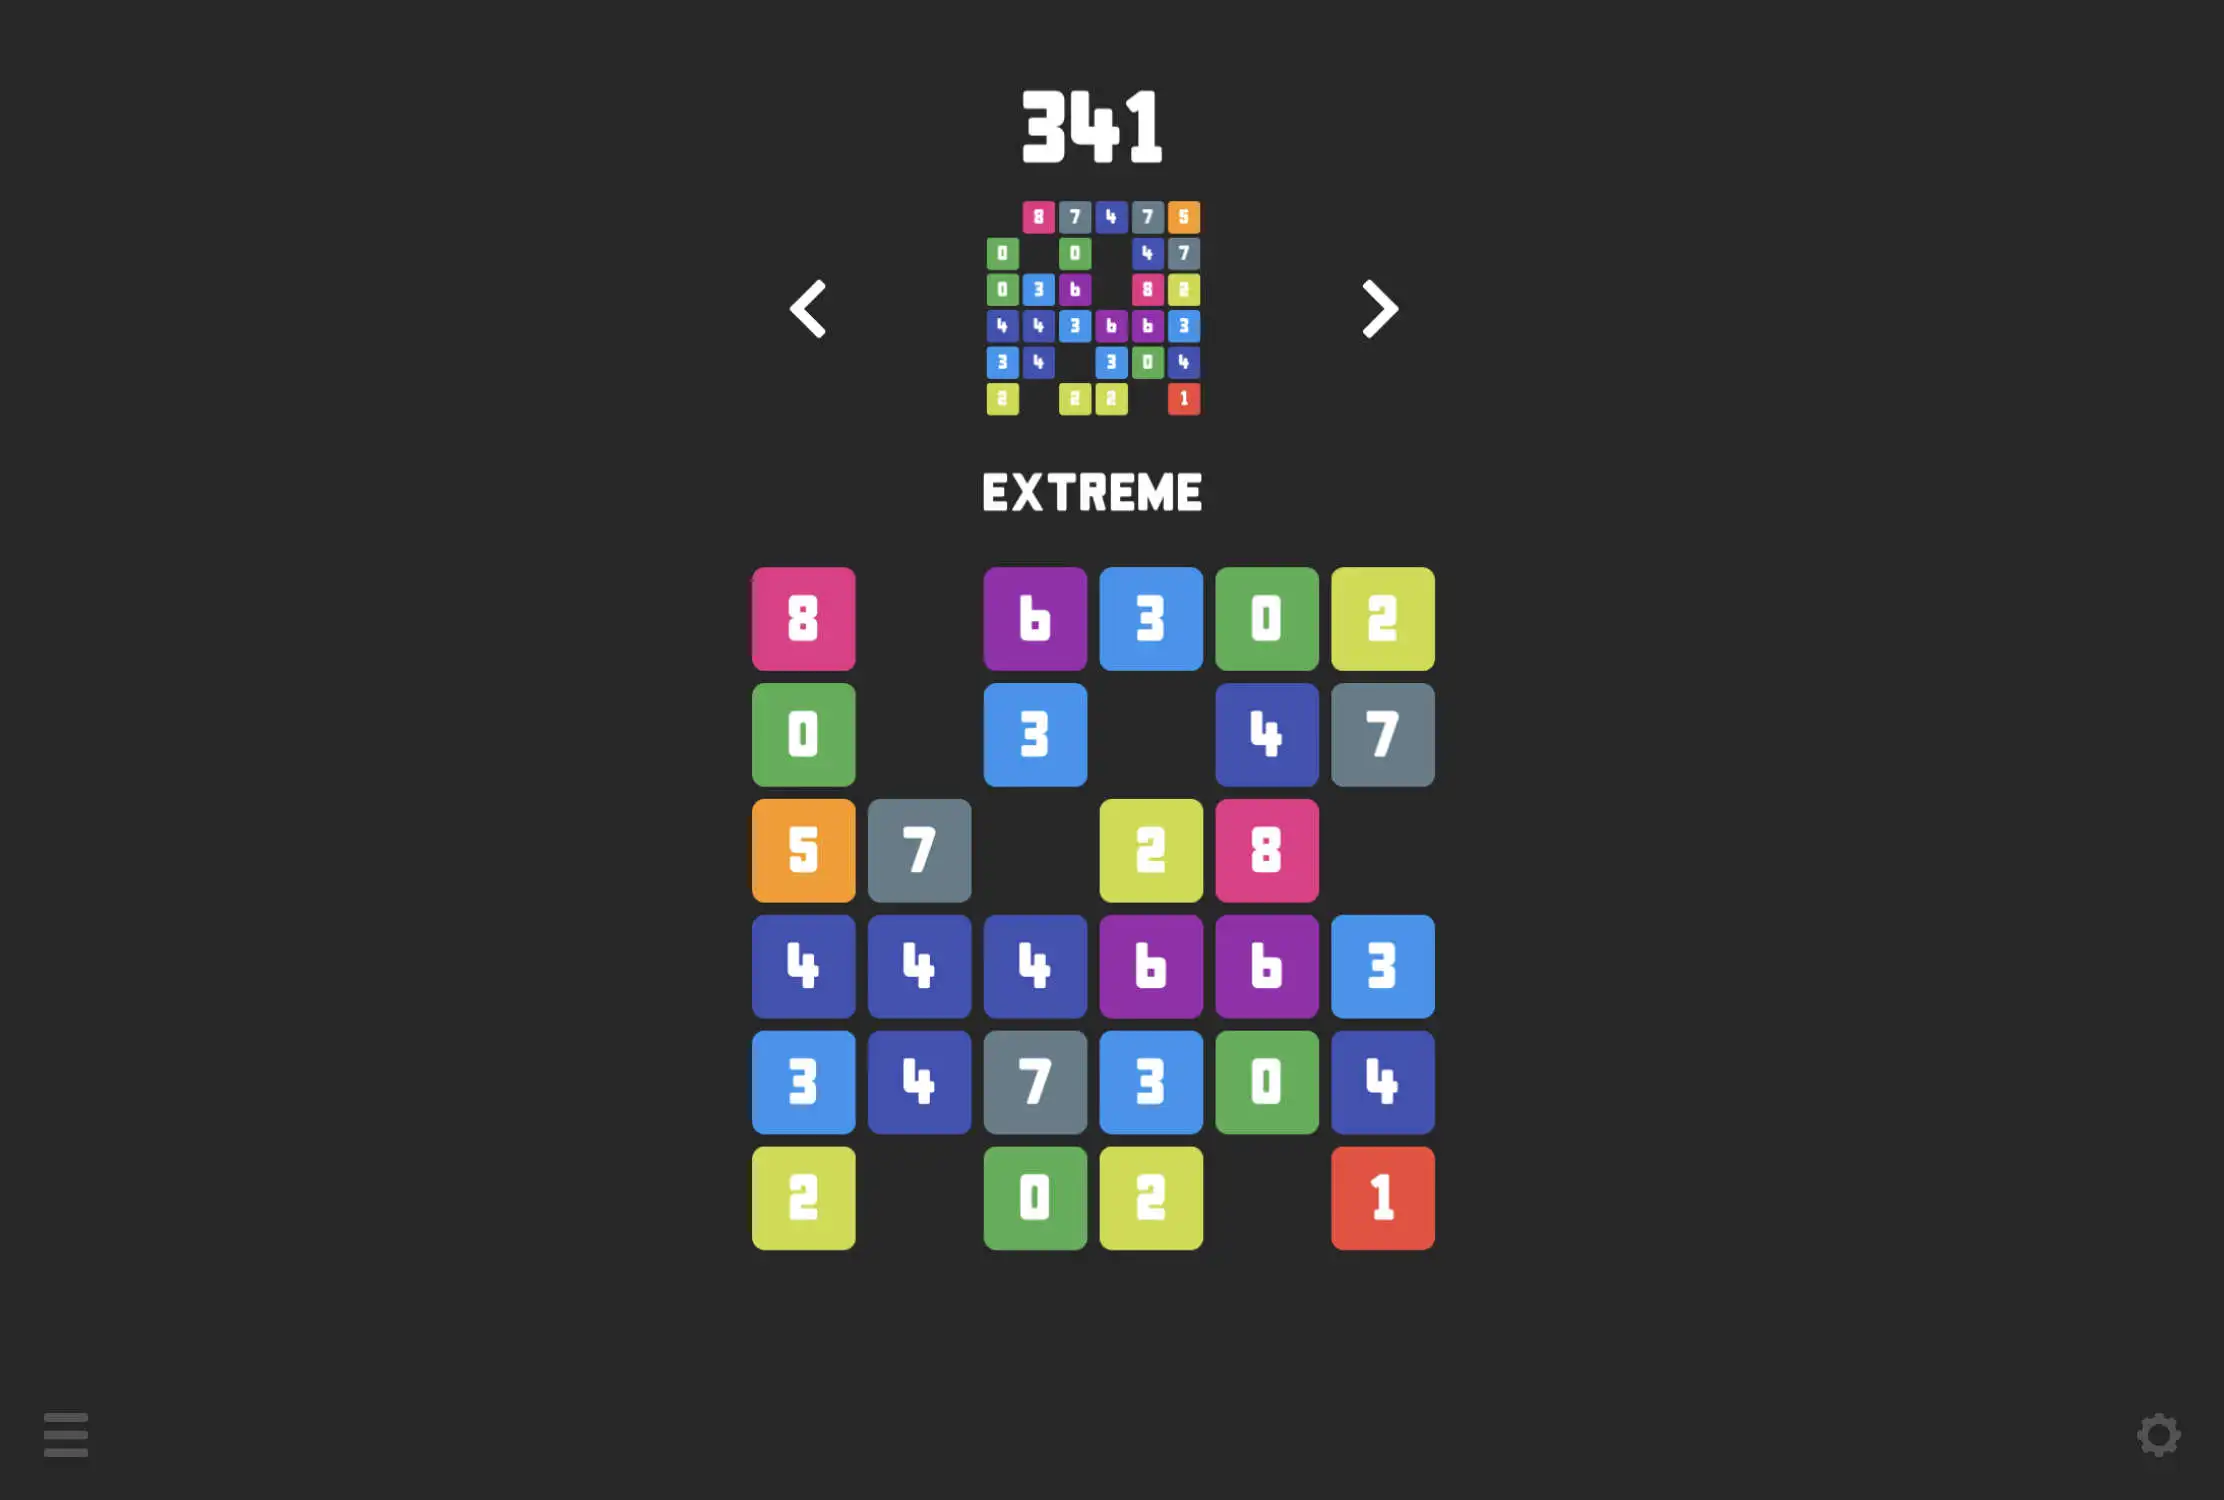 341
8 7 4 7 5
0 0 4 7
0 3 6 8 2
4 4 3 6 6 3
3 4 3 0 4
2 2 2 1
EXTREME
8 6 3 0 2
0 3 4 7
5 7 2 8
4 4 4 6 6 3
3 4 7 3 0 4
2 0 2 1